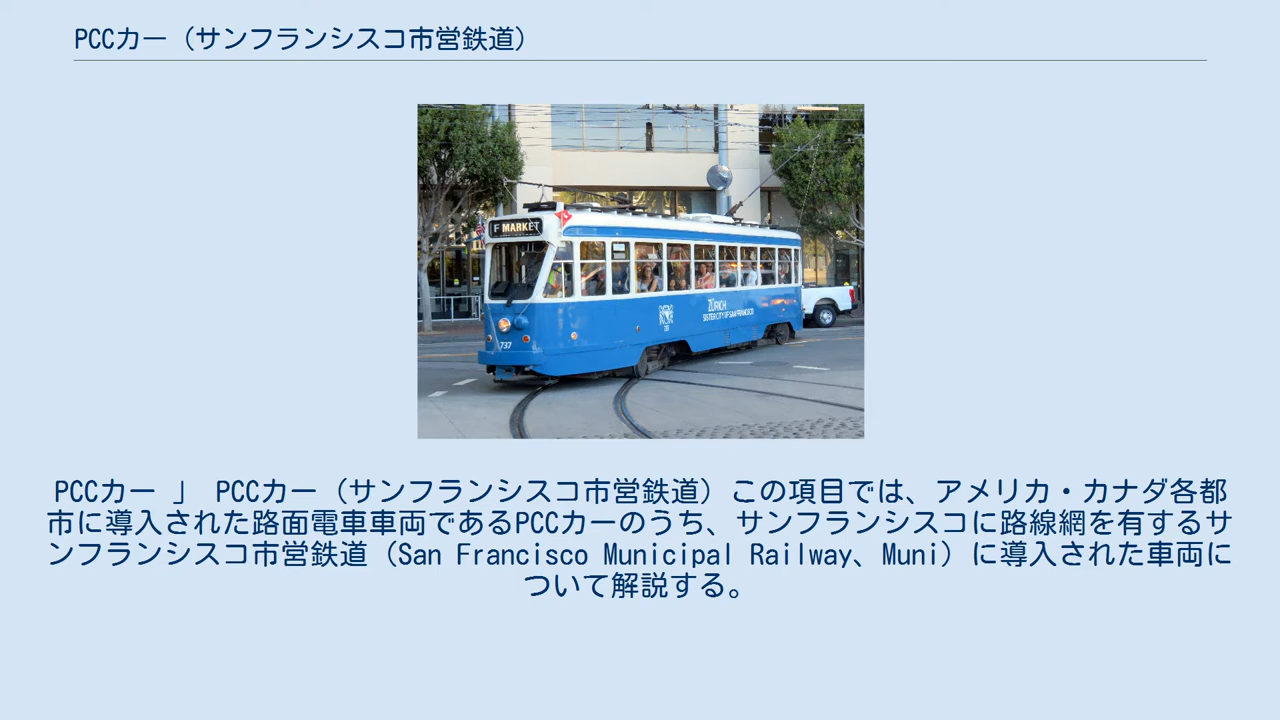 PCCカー（サンフランシスコ市営鉄道）
F MARKET
ZÜRICH
SISTER CITY OF SAN FRANCISCO
737
737
PCCカー 」 PCCカー（サンフランシスコ市営鉄道）この項目では、アメリカ・カナダ各都
市に導入された路面電車車両であるPCCカーのうち、サンフランシスコに路線網を有するサ
ンフランシスコ市営鉄道（San Francisco Municipal Railway、Muni）に導入された車両に
ついて解説する。